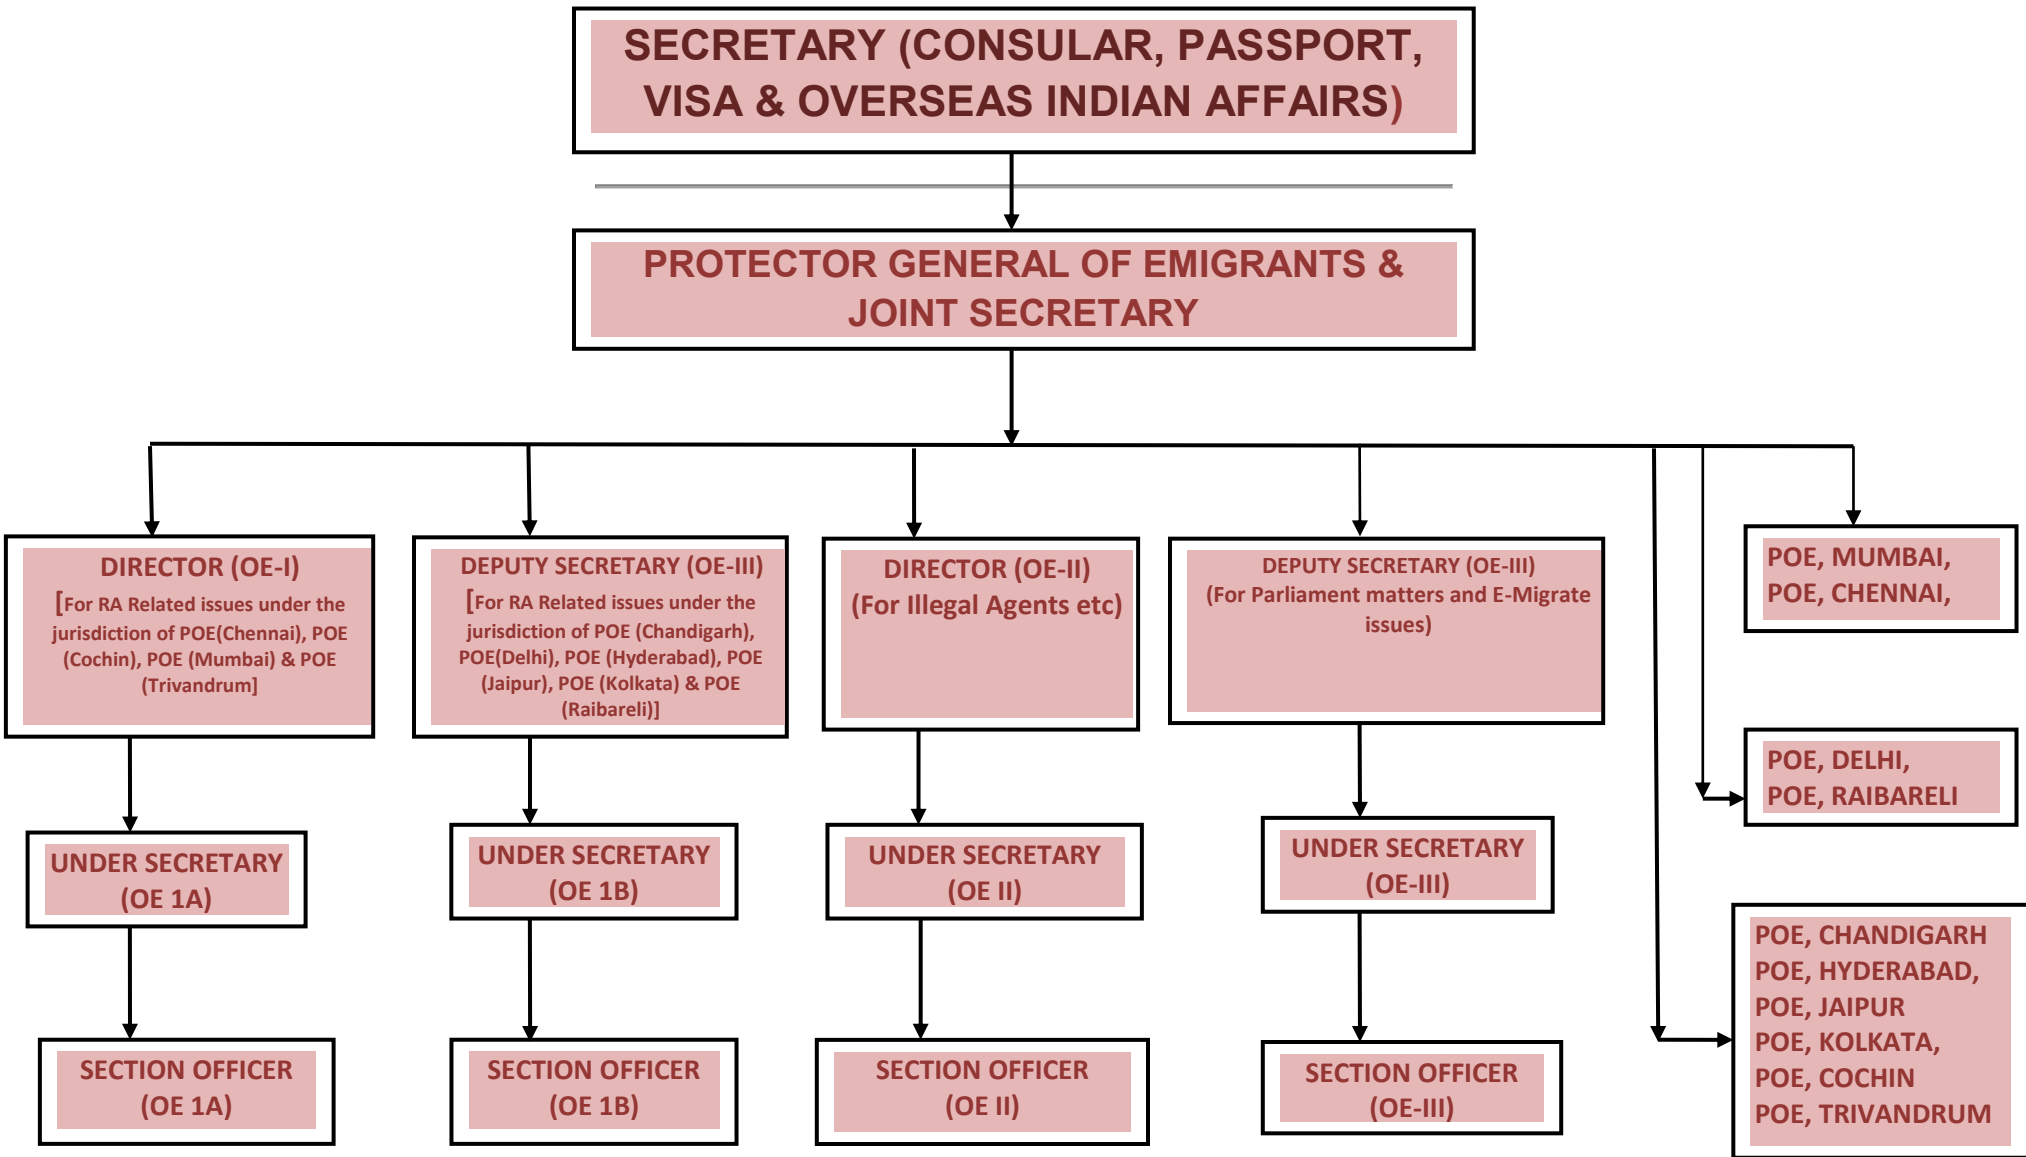 SECRETARY (CONSULAR, PASSPORT,
VISA & OVERSEAS INDIAN AFFAIRS)
PROTECTOR GENERAL OF EMIGRANTS &
JOINT SECRETARY
DIRECTOR (OE-I)
[For RA Related issues under the
jurisdiction of POE(Chennai), POE
(Cochin), POE (Mumbai) & POE
(Trivandrum]
DEPUTY SECRETARY (OE-III)
[For RA Related issues under the
jurisdiction of POE (Chandigarh),
POE(Delhi), POE (Hyderabad), POE
(Jaipur), POE (Kolkata) & POE
(Raibareli)]
DIRECTOR (OE-II)
(For Illegal Agents etc)
DEPUTY SECRETARY (OE-III)
(For Parliament matters and E-Migrate
issues)
POE, MUMBAI,
POE, CHENNAI,
POE, DELHI,
POE, RAIBARELI
UNDER SECRETARY
(OE 1A)
UNDER SECRETARY
(OE 1B)
UNDER SECRETARY
(OE II)
UNDER SECRETARY
(OE-III)
POE, CHANDIGARH
POE, HYDERABAD,
POE, JAIPUR
POE, KOLKATA,
POE, COCHIN
POE, TRIVANDRUM
SECTION OFFICER
(OE 1A)
SECTION OFFICER
(OE 1B)
SECTION OFFICER
(OE II)
SECTION OFFICER
(OE-III)